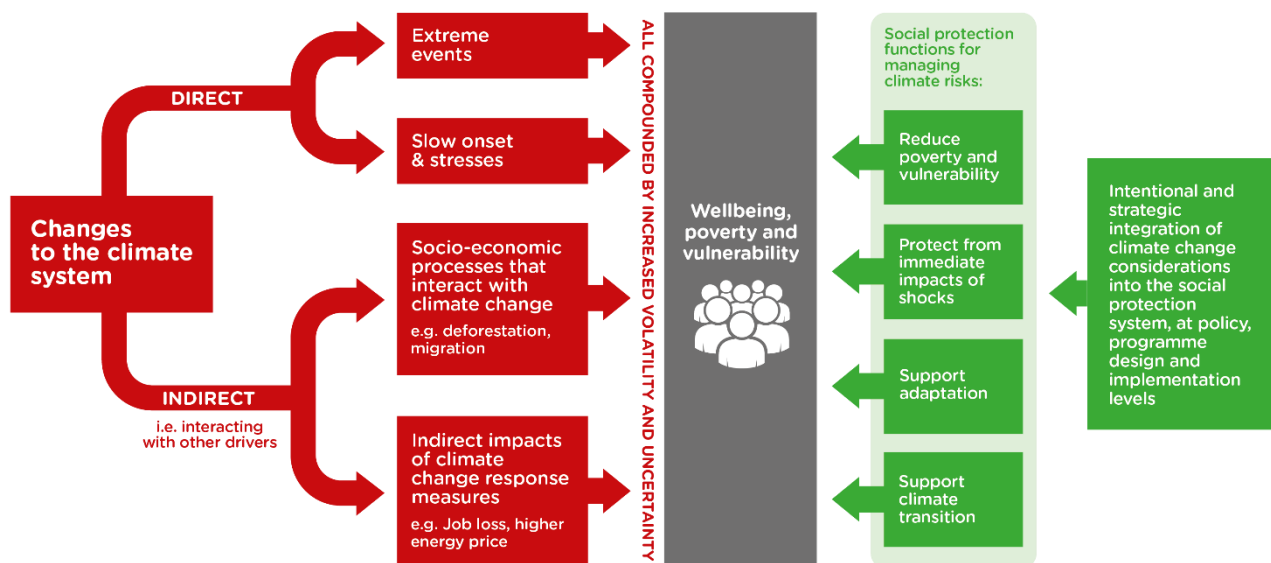 Changes
to the climate
system
DIRECT
INDIRECT
i.e. interacting
with other drivers
Extreme
events
Slow onset
& stresses
Socio-economic
processes that
interact with
climate change
e.g. deforestation,
migration
Indirect impacts
of climate
change response
measures
e.g. Job loss, higher
energy price
ALL COMPOUNDED BY INCREASED VOLATILITY AND UNCERTAINTY
Wellbeing,
poverty and
vulnerability
Social protection
functions for
managing
climate risks:
Reduce
poverty and
vulnerability
Protect from
immediate
impacts of
shocks
Support
adaptation
Support
climate
transition
Intentional and
strategic
integration of
climate change
considerations
into the social
protection
system, at policy,
programme
design and
implementation
levels